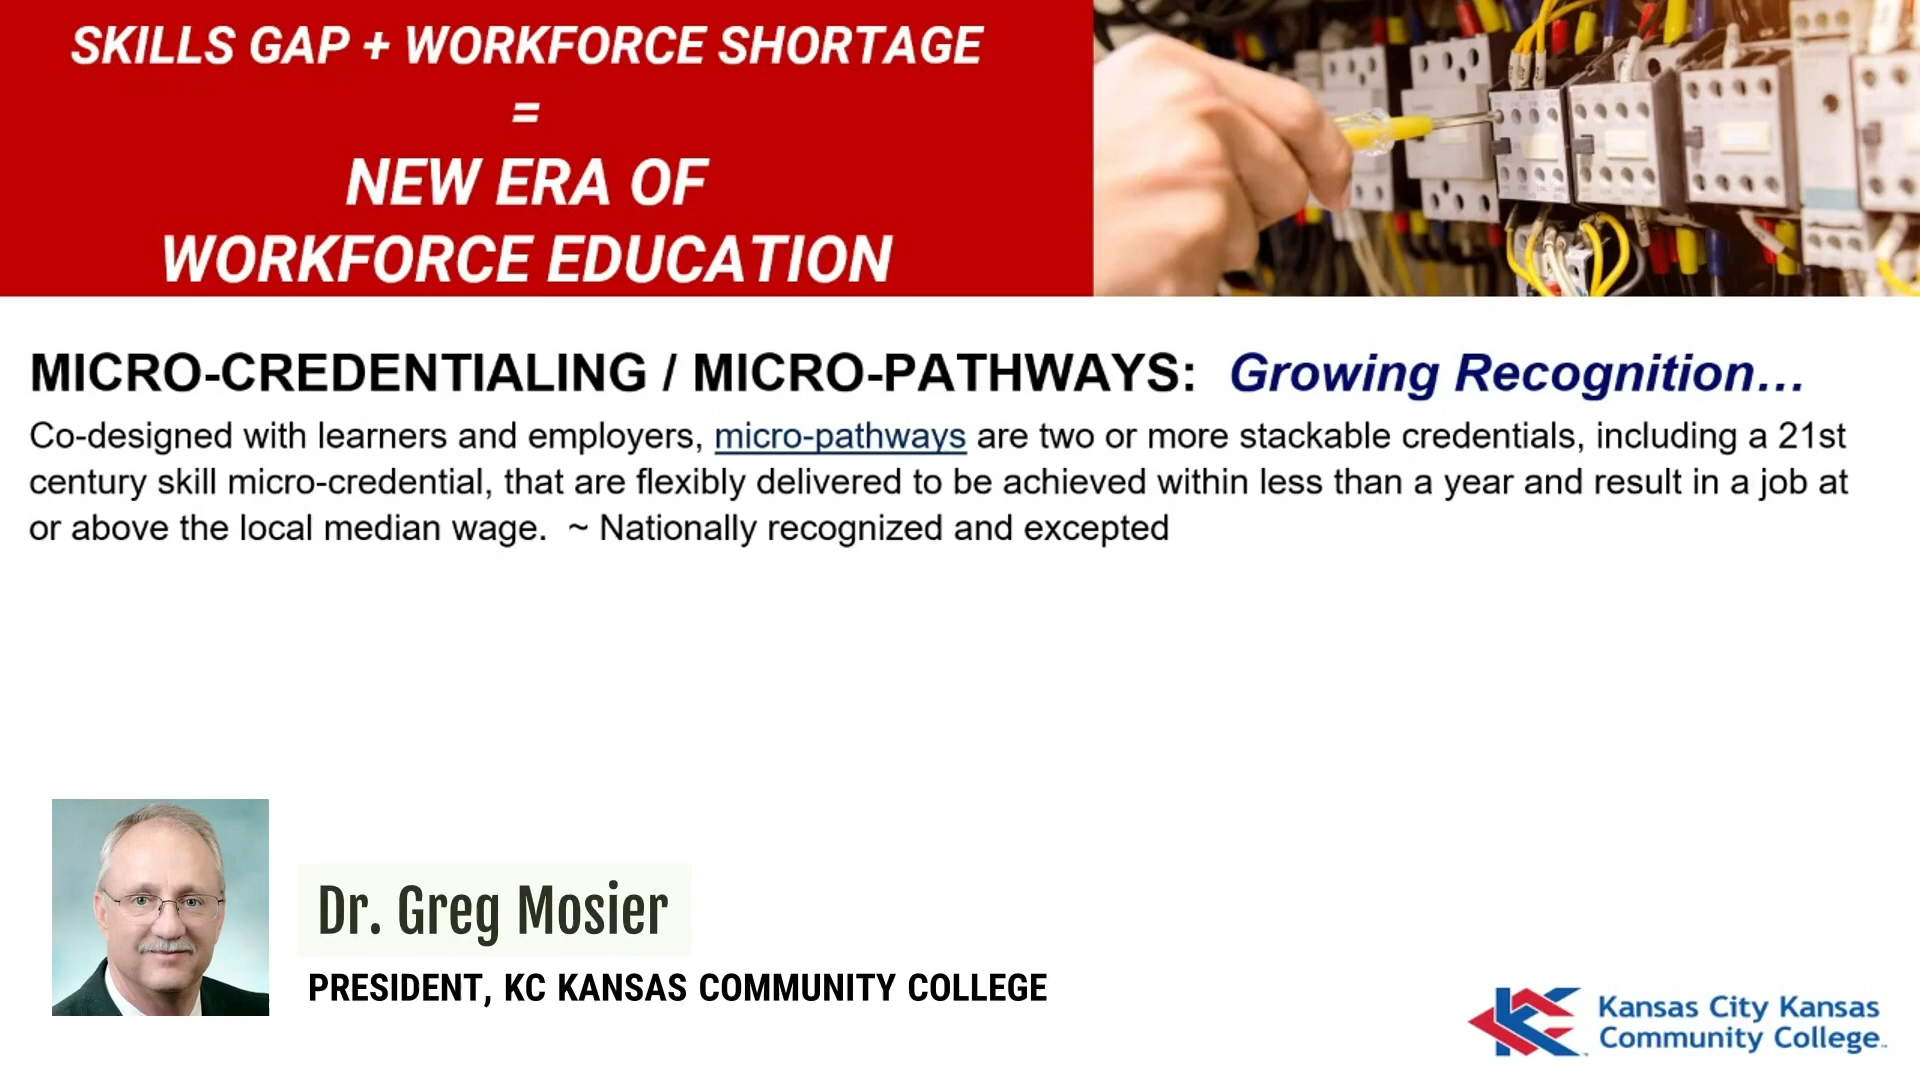 SKILLS GAP + WORKFORCE SHORTAGE
=
NEW ERA OF
WORKFORCE EDUCATION
MICRO-CREDENTIALING / MICRO-PATHWAYS: Growing Recognition…
Co-designed with learners and employers, micro-pathways are two or more stackable credentials, including a 21st
century skill micro-credential, that are flexibly delivered to be achieved within less than a year and result in a job at
or above the local median wage. ~ Nationally recognized and excepted
Dr. Greg Mosier
PRESIDENT, KC KANSAS COMMUNITY COLLEGE
Kansas City Kansas
Community College